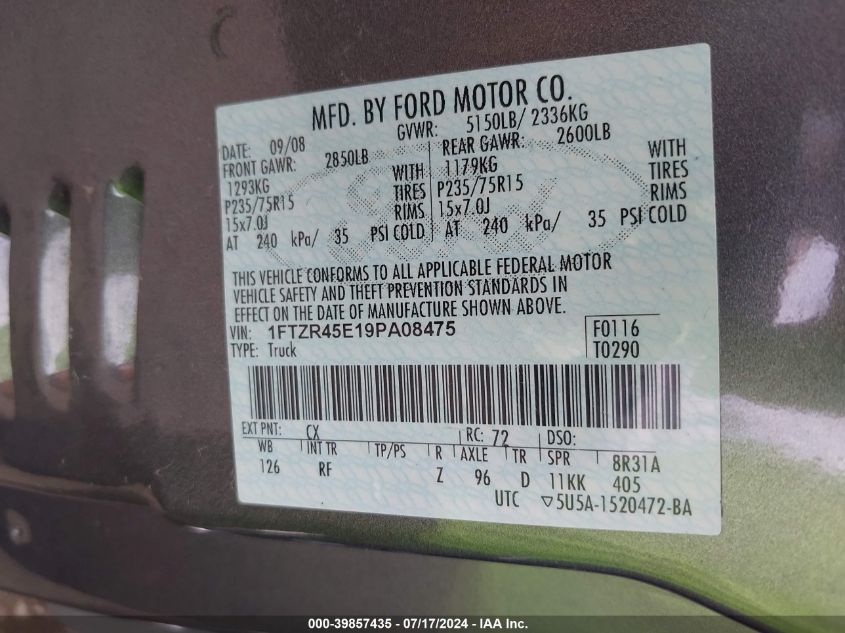 MFD. BY FORD MOTOR CO.
DATE: 09/08 GVWR: 5150LB/ 2336KG
FRONT GAWR: 2850LB REAR GAWR: 2600LB
1293KG WITH 1179KG WITH
P235/75R15 TIRES P235/75R15 TIRES
15x7.0J RIMS 15x7.0J RIMS
AT 240 kPa/ 35 PSI COLD AT 240 kPa/ 35 PSI COLD
THIS VEHICLE CONFORMS TO ALL APPLICABLE FEDERAL MOTOR
VEHICLE SAFETY AND THEFT PREVENTION STANDARDS IN
EFFECT ON THE DATE OF MANUFACTURE SHOWN ABOVE.
VIN: 1FTZR45E19PA08475 F0116
TYPE: Truck T0290
EXT PNT: CX RC: 72 DSO:
WB INT TR TP/PS R AXLE TR SPR 8R31A
126 RF Z 96 D 11KK 405
UTC ▽5U5A-1520472-BA
000-39857435 - 07/17/2024 - IAA Inc.